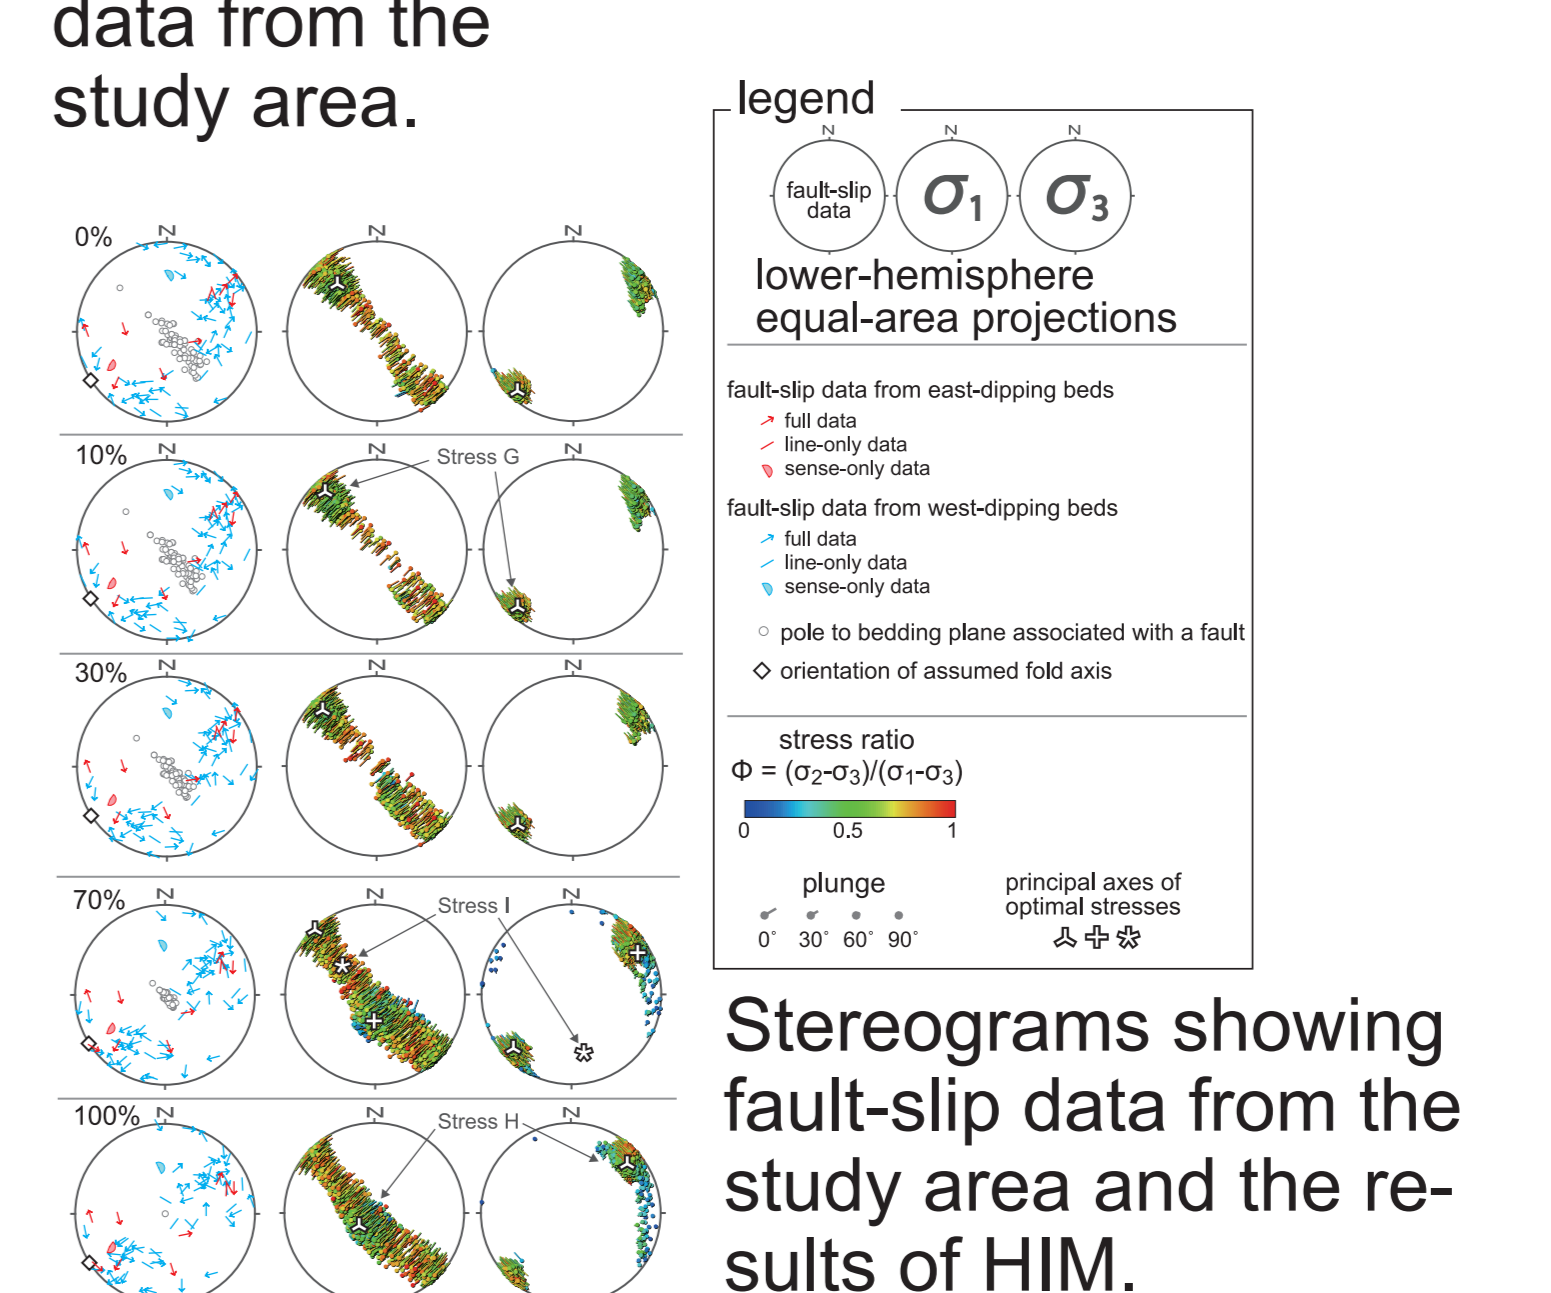 data from the
study area.
legend
N N N
fault-slip
data
σ1
σ3
lower-hemisphere
equal-area projections
fault-slip data from east-dipping beds
full data
line-only data
sense-only data
fault-slip data from west-dipping beds
full data
line-only data
sense-only data
pole to bedding plane associated with a fault
orientation of assumed fold axis
stress ratio
Φ = (σ2-σ3)/(σ1-σ3)
0 0.5 1
plunge
0° 30° 60° 90°
principal axes of
optimal stresses
0% N N N
10% N N N
Stress G
30% N N N
70% N N N
Stress I
100% N N N
Stress H
Stereograms showing
fault-slip data from the
study area and the re-
sults of HIM.